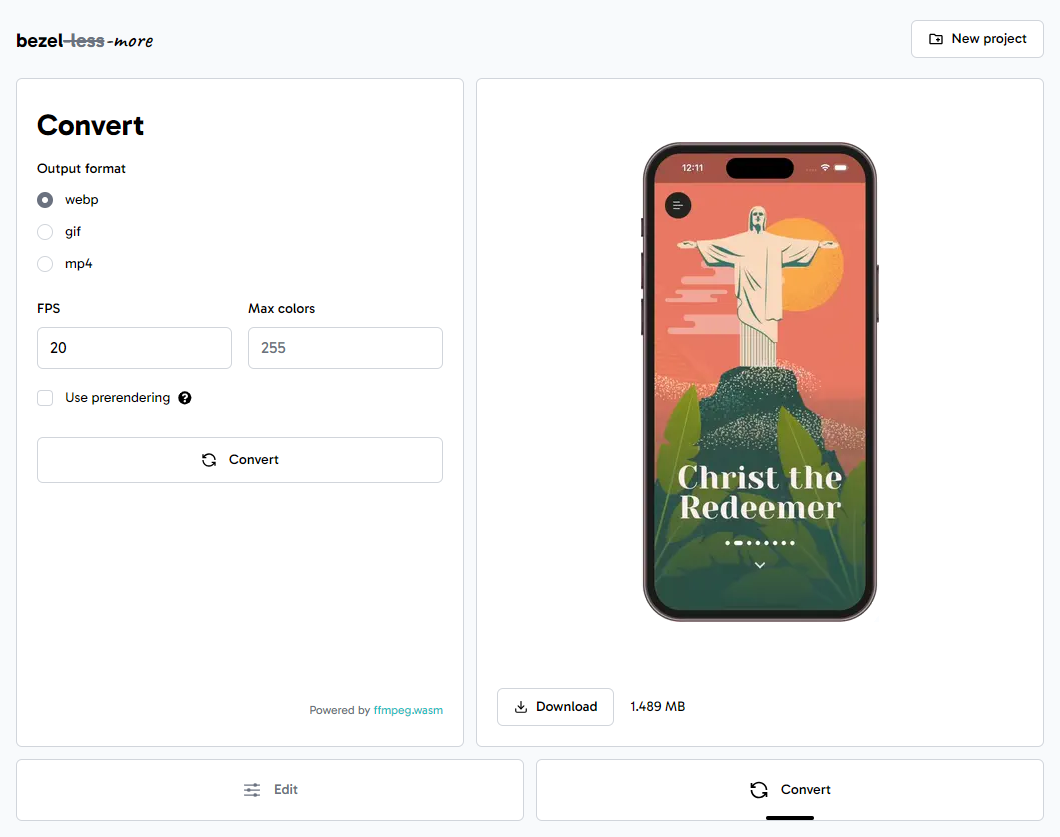 bezel-less-more
New project
Convert
Output format
webp
gif
mp4
FPS
Max colors
20
255
Use prerendering
Convert
Powered by ffmpeg.wasm
12:11
Christ the
Redeemer
Download
1.489 MB
Edit
Convert